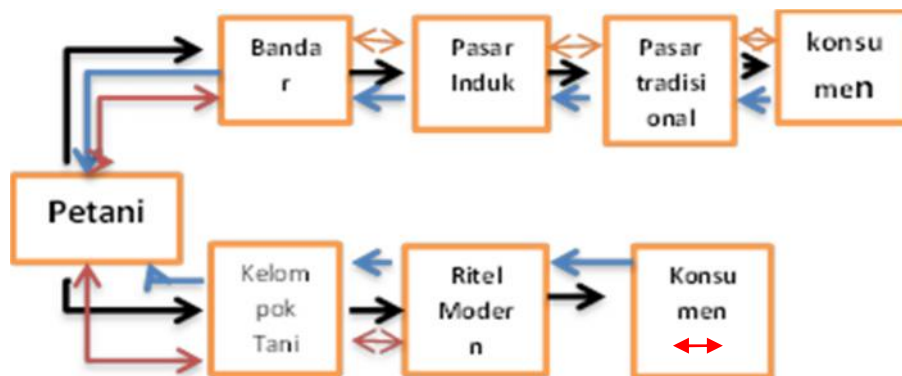 Banda
r
Pasar
Induk
Pasar
tradisi
onal
konsu
men
Petani
Kelom
pok
Tani
Ritel
Moder
n
Konsu
men